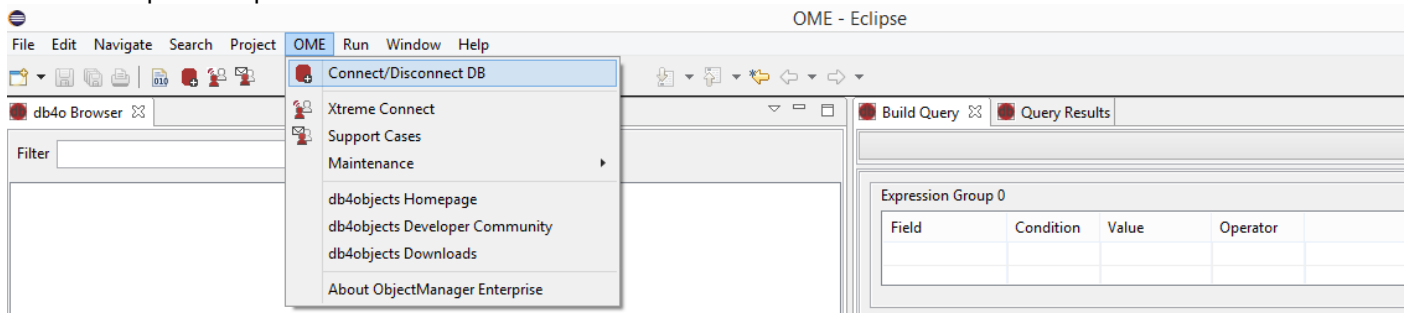 OME - Eclipse
File Edit Navigate Search Project OME Run Window Help
Connect/Disconnect DB
Xtreme Connect
Support Cases
Maintenance
db4objects Homepage
db4objects Developer Community
db4objects Downloads
About ObjectManager Enterprise
010
db4o Browser
Filter
Build Query
Query Results
Expression Group 0
Field Condition Value Operator